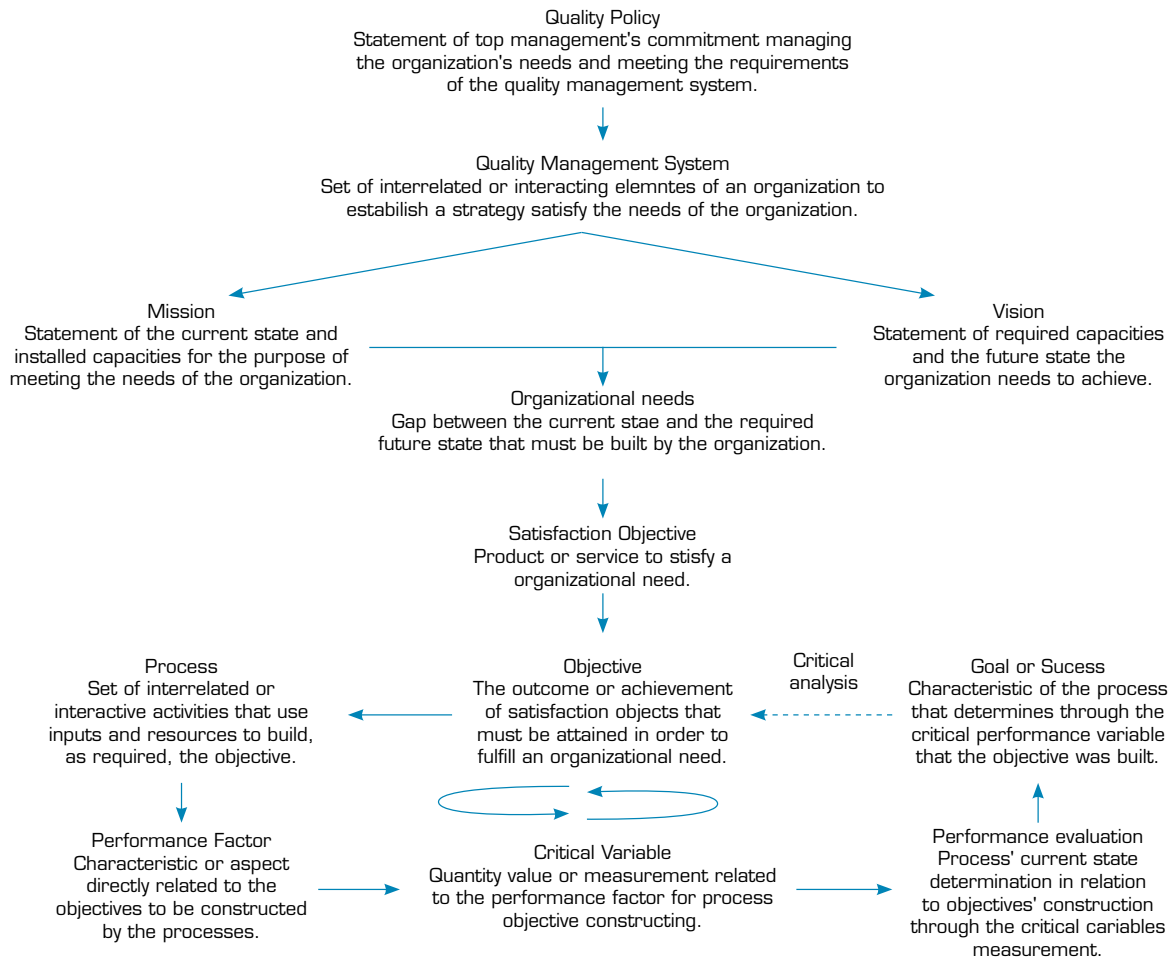 Quality Policy
Statement of top management's commitment managing
the organization's needs and meeting the requirements
of the quality management system.
Quality Management System
Set of interrelated or interacting elemntes of an organization to
estabilish a strategy satisfy the needs of the organization.
Mission
Statement of the current state and
installed capacities for the purpose of
meeting the needs of the organization.
Vision
Statement of required capacities
and the future state the
organization needs to achieve.
Organizational needs
Gap between the current stae and the required
future state that must be built by the organization.
Satisfaction Objective
Product or service to stisfy a
organizational need.
Process
Set of interrelated or
interactive activities that use
inputs and resources to build,
as required, the objective.
Objective
The outcome or achievement
of satisfaction objects that
must be attained in order to
fulfill an organizational need.
Critical
analysis
Goal or Sucess
Characteristic of the process
that determines through the
critical performance variable
that the objective was built.
Performance Factor
Characteristic or aspect
directly related to the
objectives to be constructed
by the processes.
Critical Variable
Quantity value or measurement related
to the performance factor for process
objective constructing.
Performance evaluation
Process' current state
determination in relation
to objectives' construction
through the critical cariables
measurement.